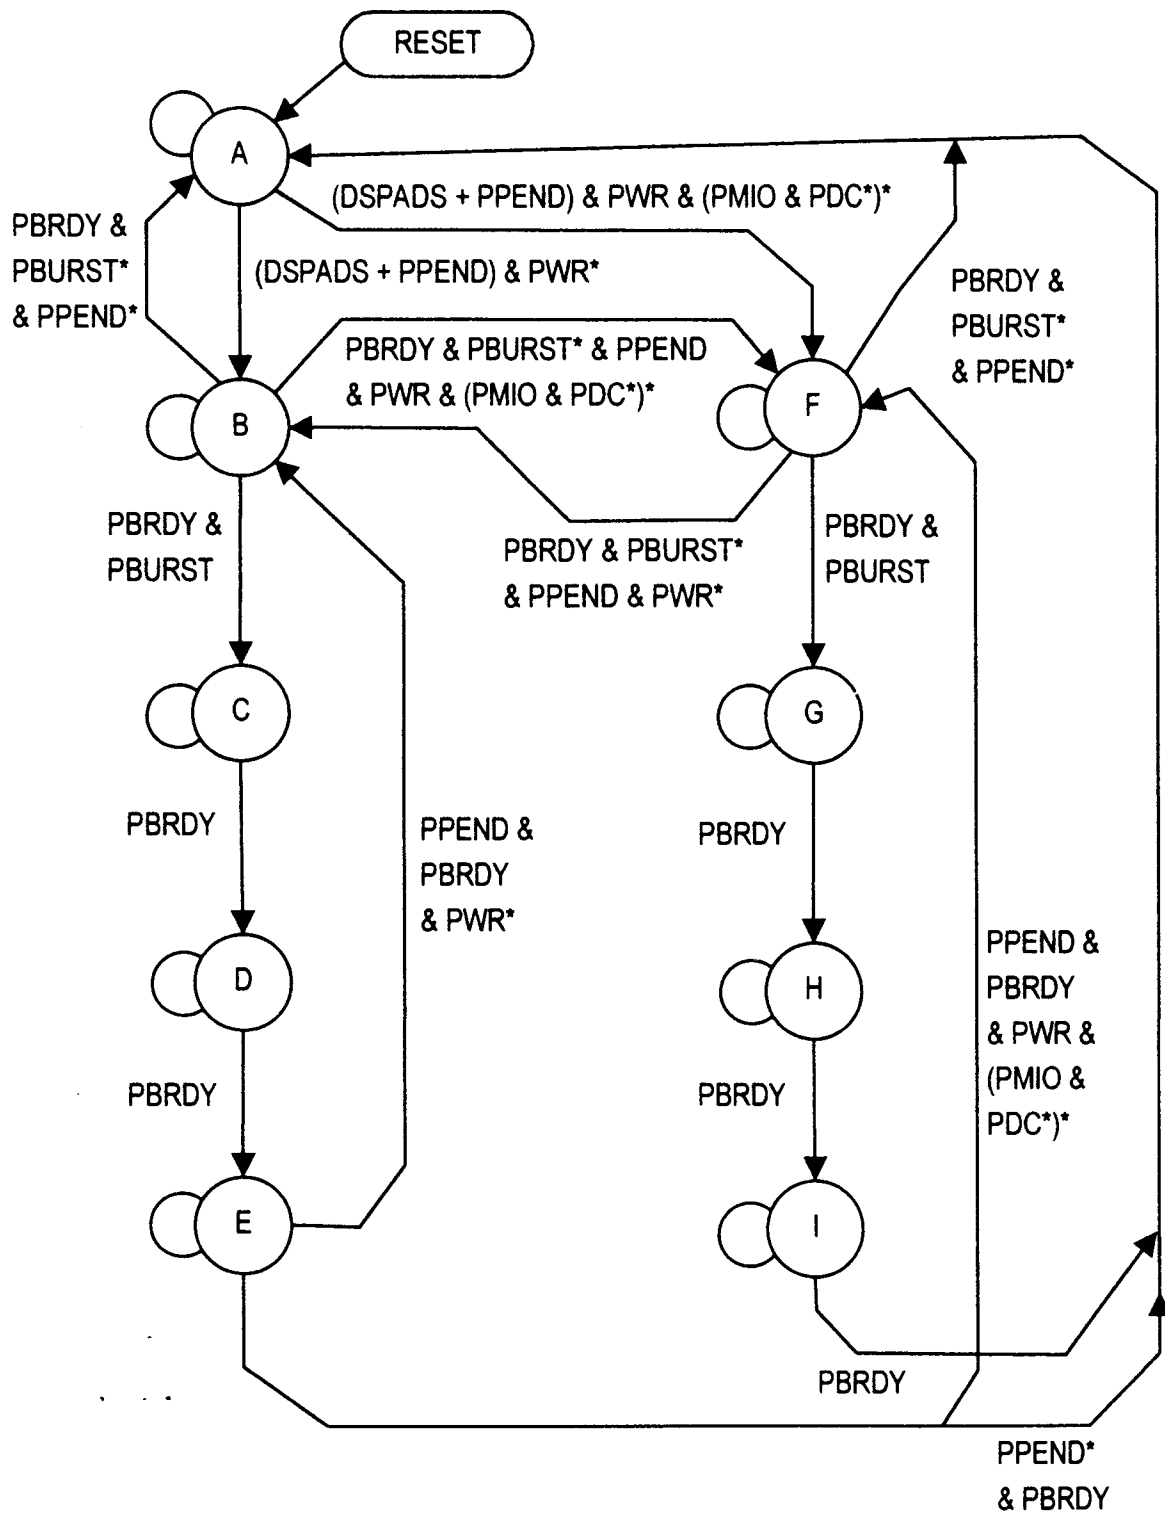 RESET
A
(DSPADS + PPEND) & PWR & (PMIO & PDC*)*
PBRDY &
PBURST*
& PPEND*
(DSPADS + PPEND) & PWR*
PBRDY &
PBURST*
& PPEND*
PBRDY & PBURST* & PPEND
& PWR & (PMIO & PDC*)*
B
F
PBRDY &
PBURST
PBRDY & PBURST*
& PPEND & PWR*
PBRDY &
PBURST
C
G
PBRDY
PPEND &
PBRDY
& PWR*
PBRDY
D
H
PPEND &
PBRDY
& PWR &
(PMIO &
PDC*)*
PBRDY
PBRDY
E
I
PBRDY
PPEND*
& PBRDY